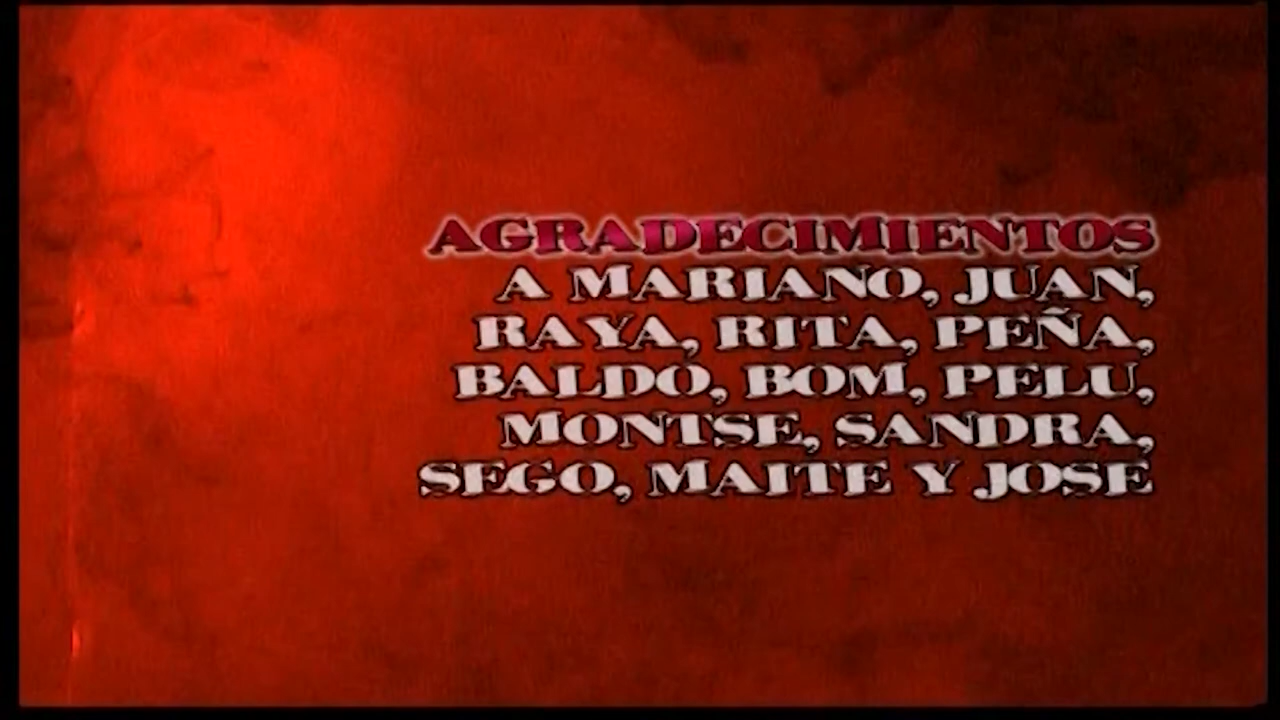 AGRADECIMIENTOS
A MARIANO, JUAN,
RAYA, RITA, PEÑA,
BALDO, BOM, PELU,
MONTSE, SANDRA,
SEGO, MAITE Y JOSE